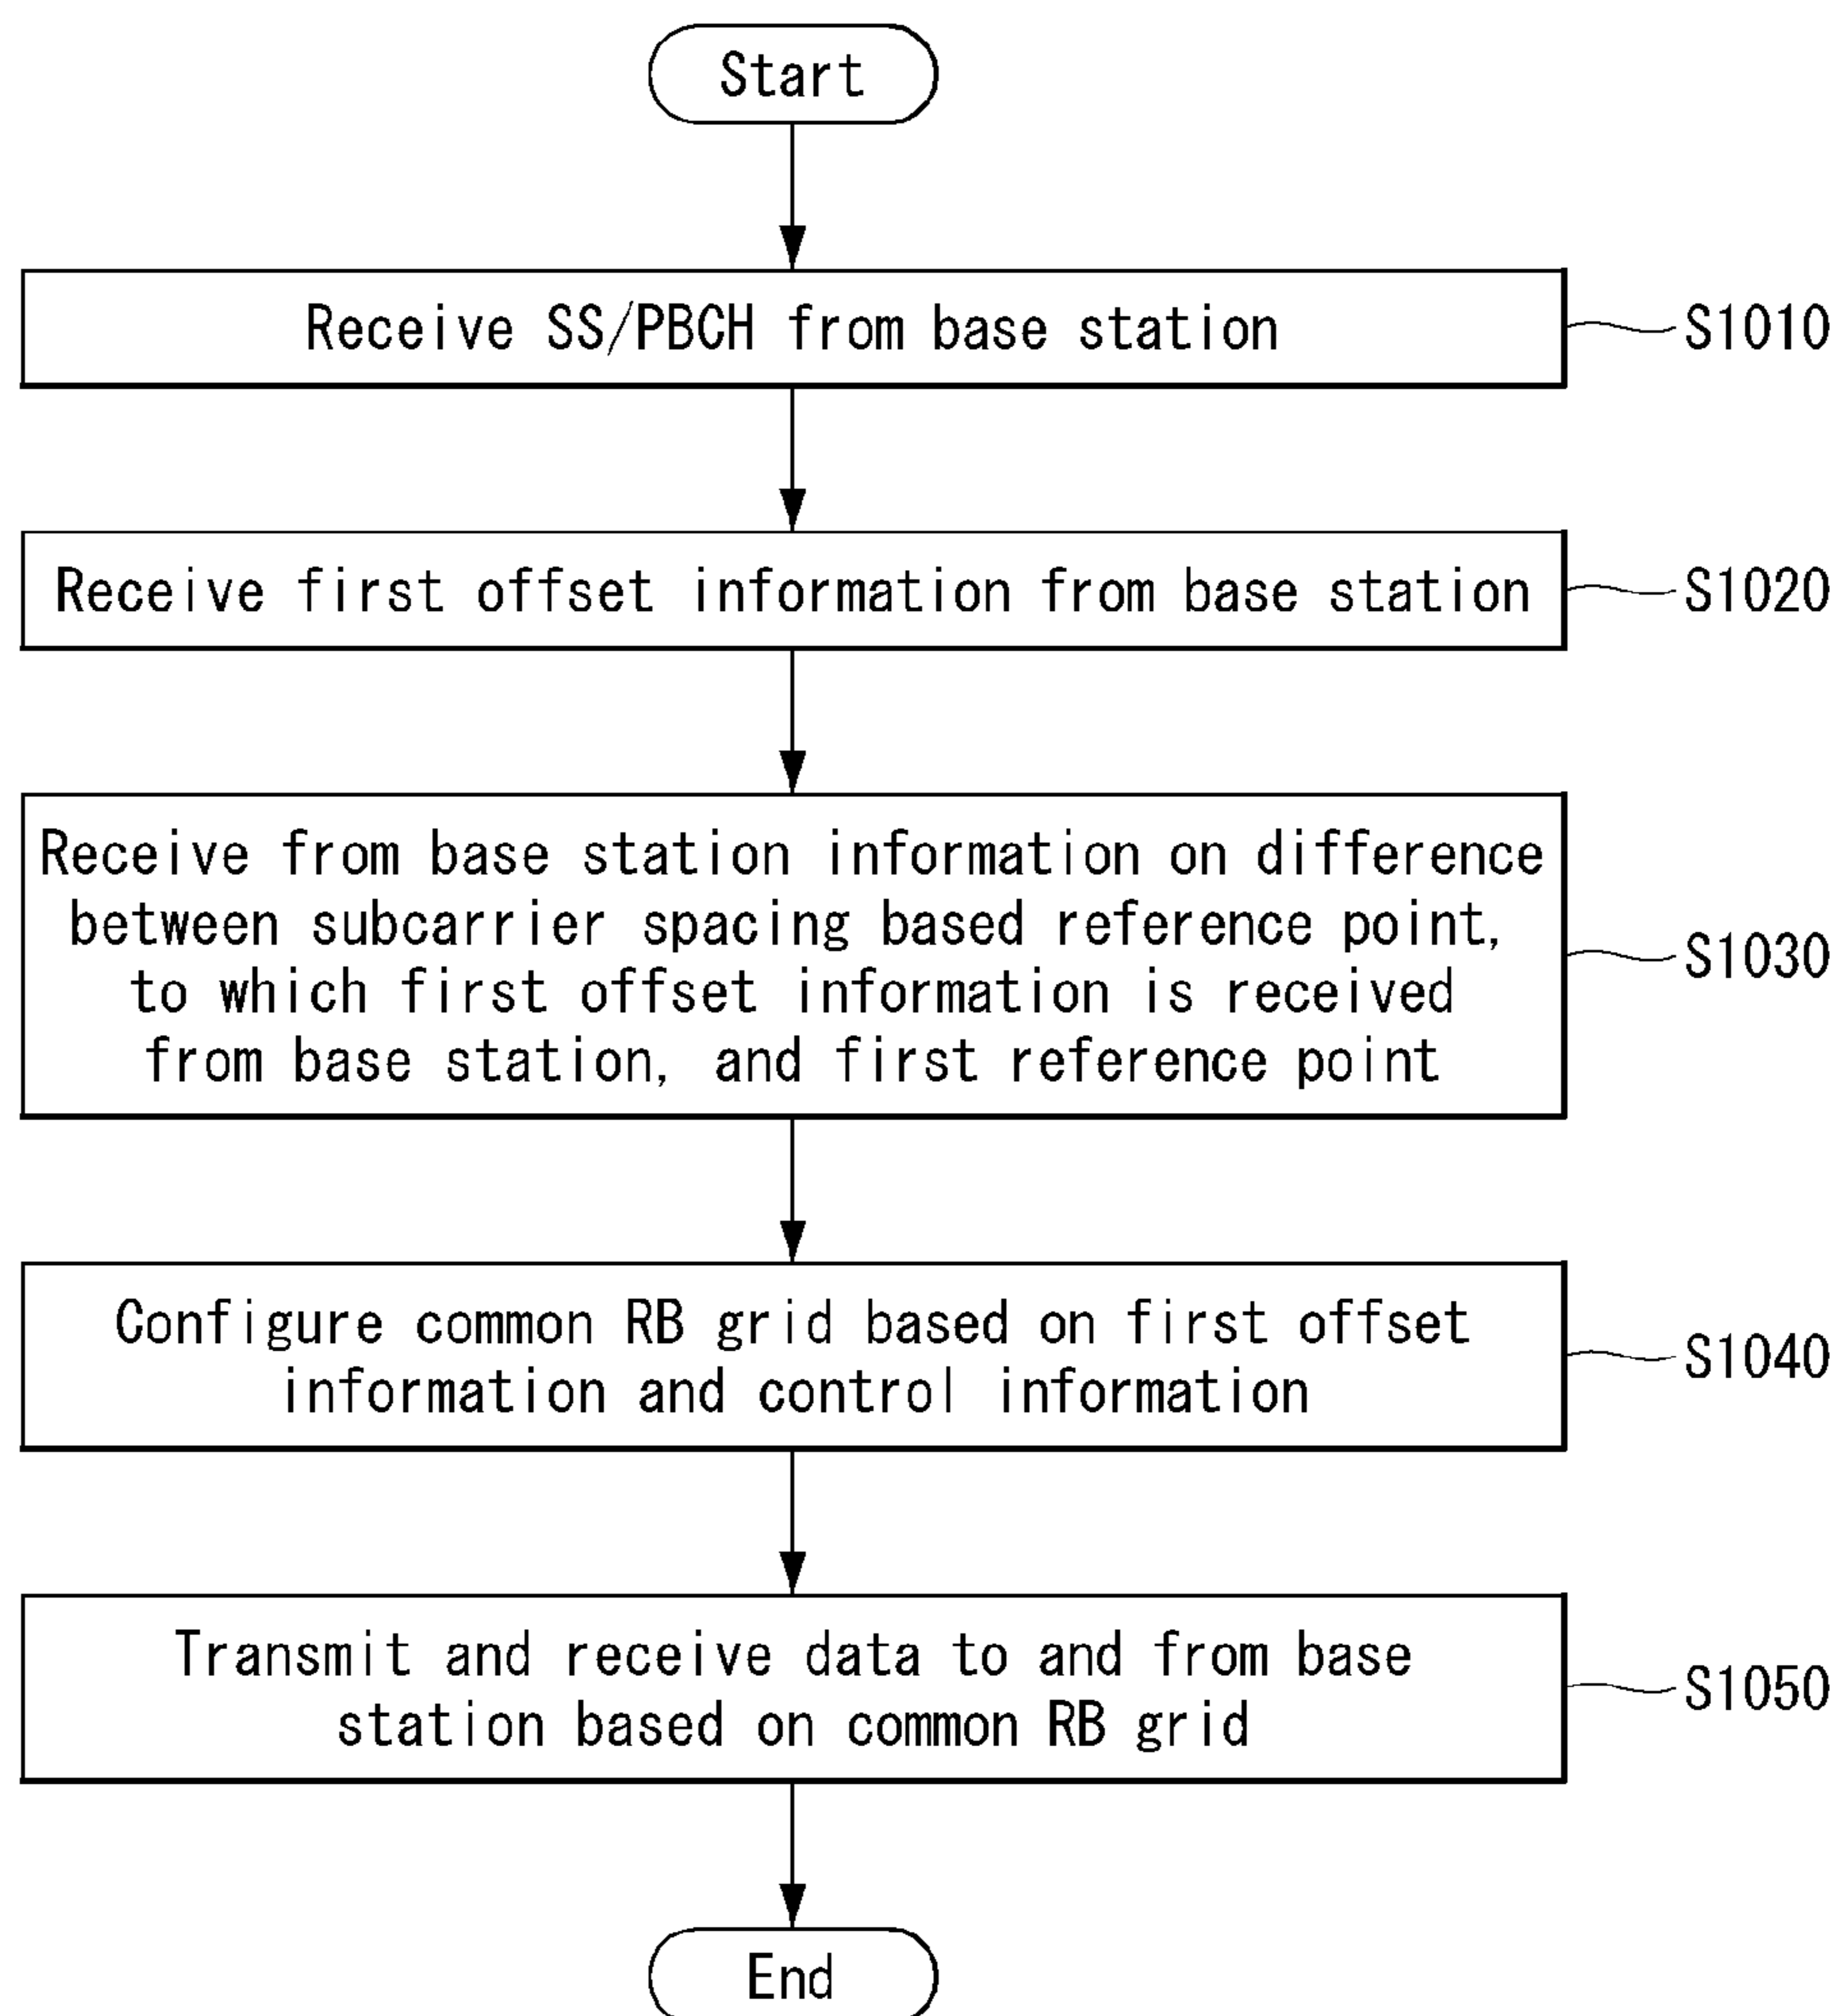 Start
Receive SS/PBCH from base station
S1010
Receive first offset information from base station
S1020
Receive from base station information on difference
between subcarrier spacing based reference point,
to which first offset information is received
from base station, and first reference point
S1030
Configure common RB grid based on first offset
information and control information
S1040
Transmit and receive data to and from base
station based on common RB grid
S1050
End